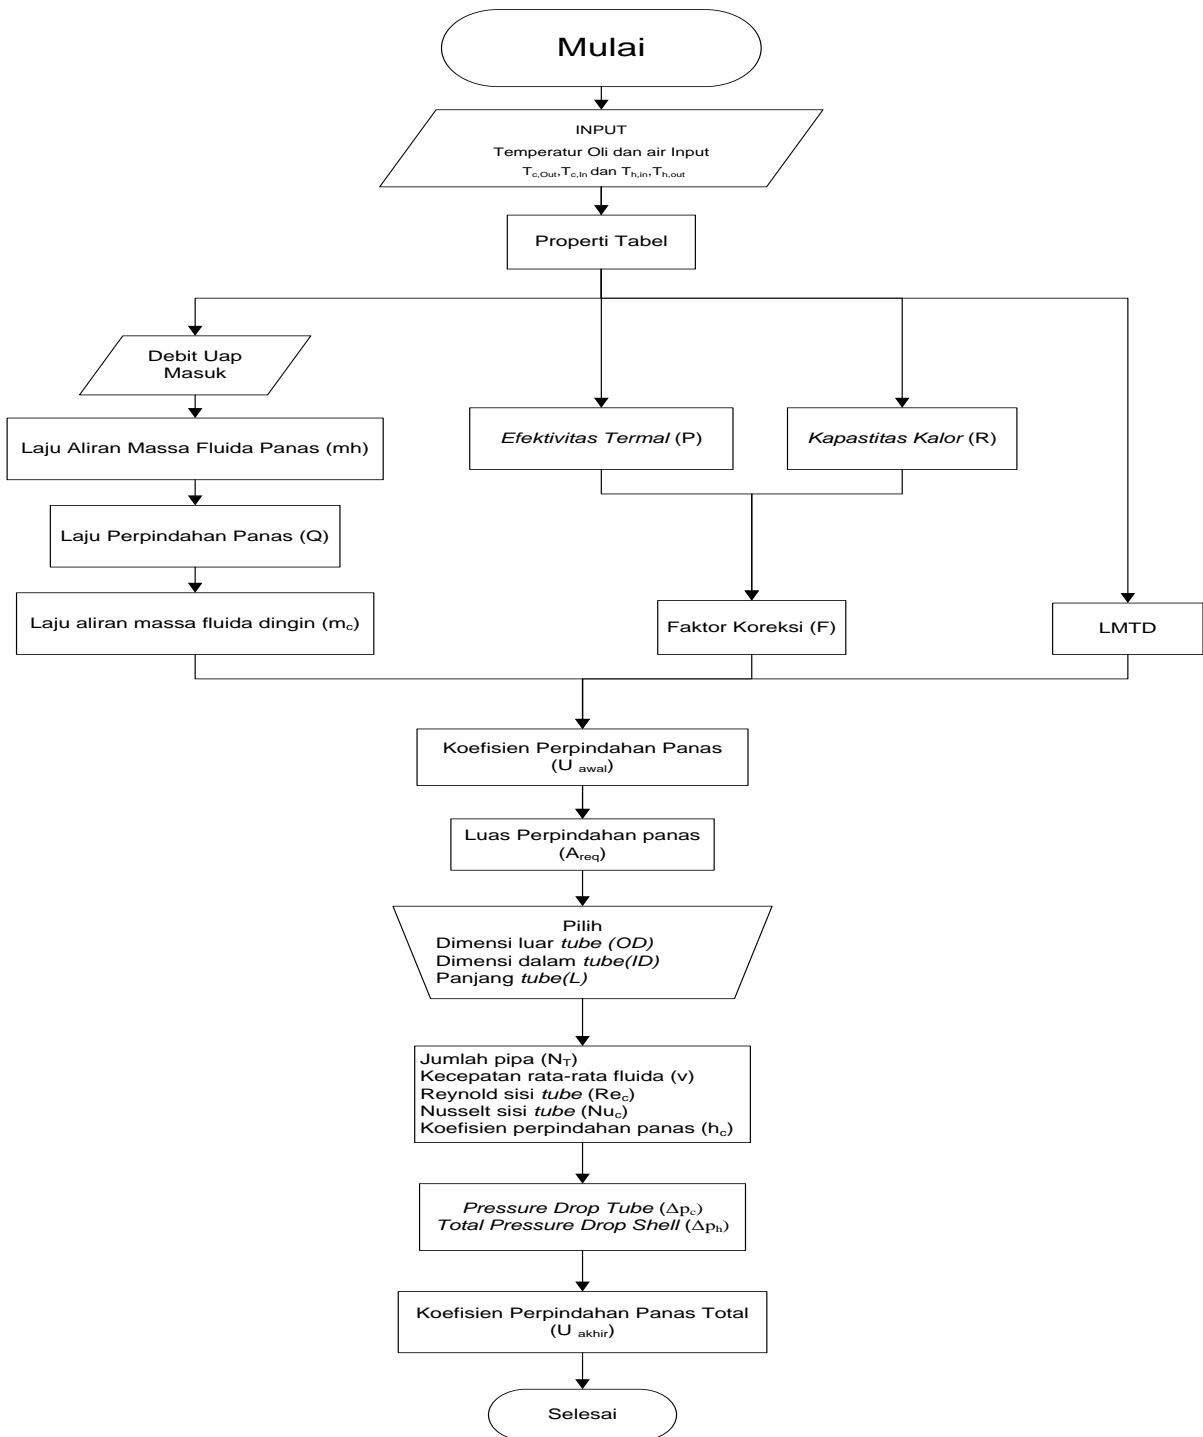 Mulai
INPUT
Temperatur Oli dan air Input
Tc,Out,Tc,In dan Th,in,Th,out
Properti Tabel
Debit Uap
Masuk
Laju Aliran Massa Fluida Panas (mh)
Efektivitas Termal (P)
Kapastitas Kalor (R)
Laju Perpindahan Panas (Q)
Laju aliran massa fluida dingin (mc)
Faktor Koreksi (F)
LMTD
Koefisien Perpindahan Panas
(U awal)
Luas Perpindahan panas
(Areq)
Pilih
Dimensi luar tube (OD)
Dimensi dalam tube(ID)
Panjang tube(L)
Jumlah pipa (NT)
Kecepatan rata-rata fluida (v)
Reynold sisi tube (Rec)
Nusselt sisi tube (Nuc)
Koefisien perpindahan panas (hc)
Pressure Drop Tube (Δpc)
Total Pressure Drop Shell (Δph)
Koefisien Perpindahan Panas Total
(U akhir)
Selesai